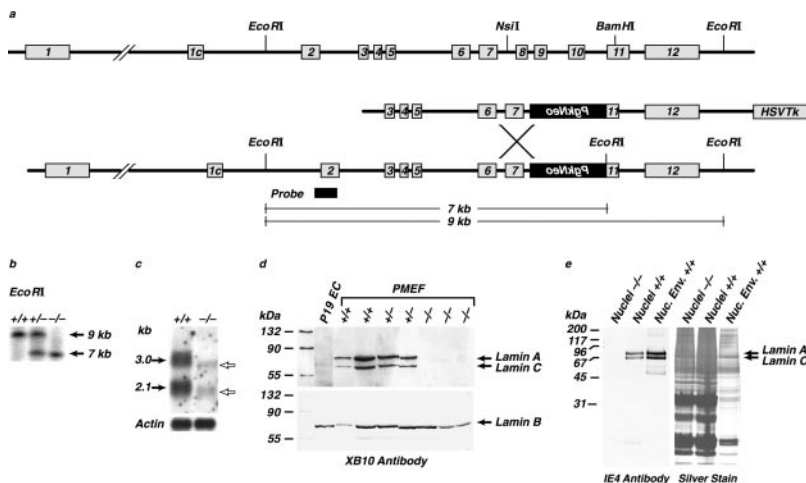 a
EcoRI NsiI BamHI EcoRI
1 1c 2 3 4 5 6 7 8 9 10 11 12
3 4 5 6 7 PgkNeo 11 12 HSVTk
EcoRI EcoRI EcoRI
1 1c 2 3 4 5 6 7 PgkNeo 11 12
Probe
7 kb
9 kb
b
EcoRI
+/+ +/– –/–
9 kb
7 kb
c
+/+ –/–
kb
3.0
2.1
Actin
d
PMEF
P19 EC +/+ +/+ +/– +/– –/– –/– –/–
kDa
132
90
55
Lamin A
Lamin C
132
90
55
Lamin B
XB10 Antibody
e
Nuclei –/– Nuclei +/+ Nuc. Env. +/+ Nuclei –/– Nuclei +/+ Nuc. Env. +/+
kDa
200
117
96
67
45
31
Lamin A
Lamin C
IE4 Antibody Silver Stain